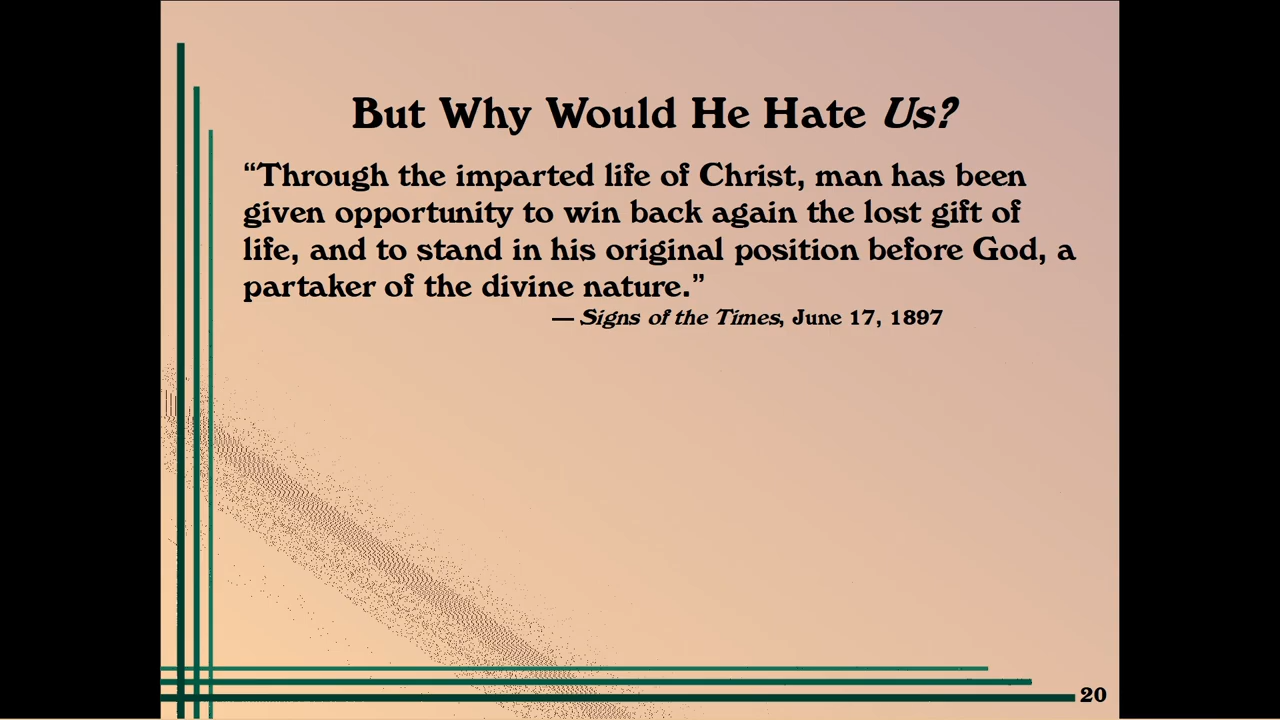 But Why Would He Hate Us?
“Through the imparted life of Christ, man has been
given opportunity to win back again the lost gift of
life, and to stand in his original position before God, a
partaker of the divine nature.”
— Signs of the Times, June 17, 1897
20